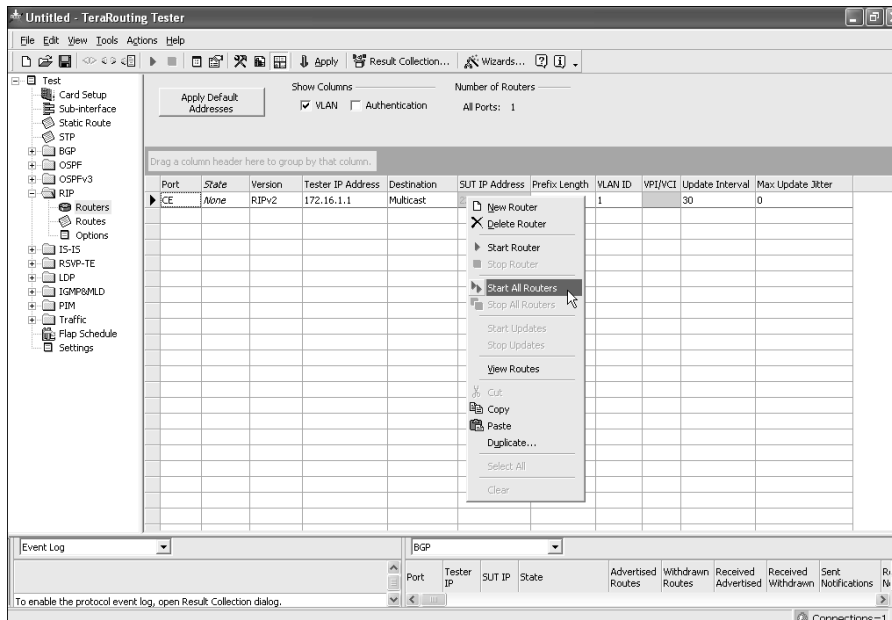 Untitled - TeraRouting Tester
File Edit View Tools Actions Help
Apply Result Collection... Wizards...
Test
Card Setup
Sub-interface
Static Route
STP
BGP
OSPF
OSPFv3
RIP
Routers
Routes
Options
IS-IS
RSVP-TE
LDP
IGMP&MLD
PIM
Traffic
Flap Schedule
Settings
Apply Default
Addresses
Show Columns
VLAN Authentication
Number of Routers
All Ports: 1
Drag a column header here to group by that column.
Port State Version Tester IP Address Destination SUT IP Address Prefix Length VLAN ID VPI/VCI Update Interval Max Update Jitter
CE None RIPv2 172.16.1.1 Multicast 1 30 0
New Router
Delete Router
Start Router
Stop Router
Start All Routers
Stop All Routers
Start Updates
Stop Updates
View Routes
Cut
Copy
Paste
Duplicate...
Select All
Clear
Event Log
To enable the protocol event log, open Result Collection dialog.
BGP
Port Tester IP SUT IP State Advertised Routes Withdrawn Routes Received Advertised Received Withdrawn Sent Notifications
Connections=1